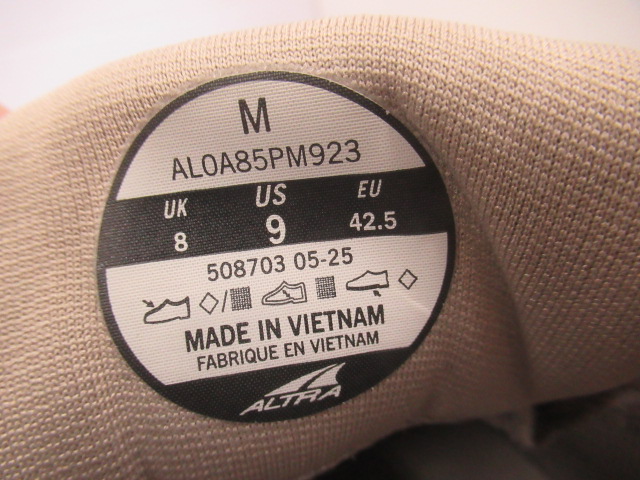 M
AL0A85PM923
UK US EU
8 9 42.5
508703 05-25
/
MADE IN VIETNAM
FABRIQUE EN VIETNAM
ALTRA